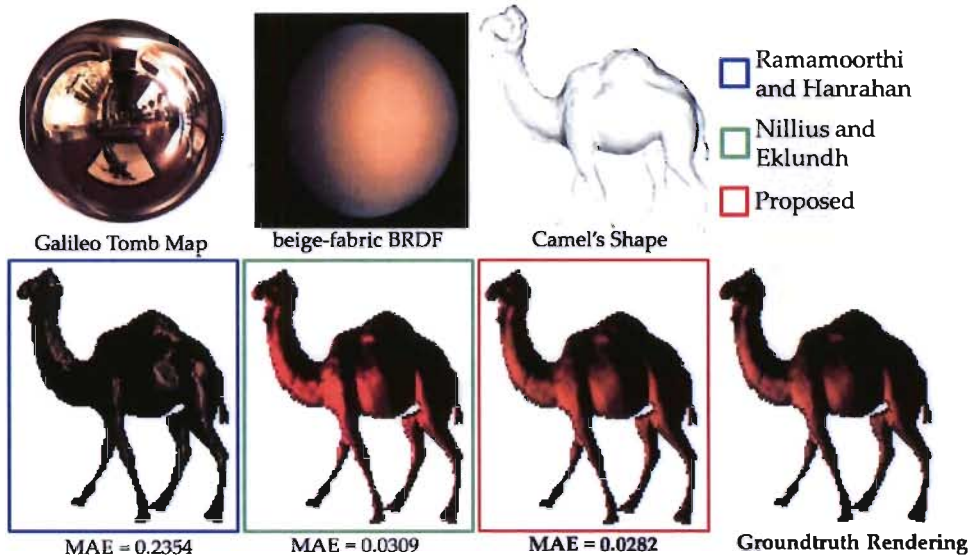 Ramamoorthi
and Hanrahan
Nillius and
Eklundh
Proposed
Galileo Tomb Map
beige-fabric BRDF
Camel's Shape
MAE = 0.2354
MAE = 0.0309
MAE = 0.0282
Groundtruth Rendering